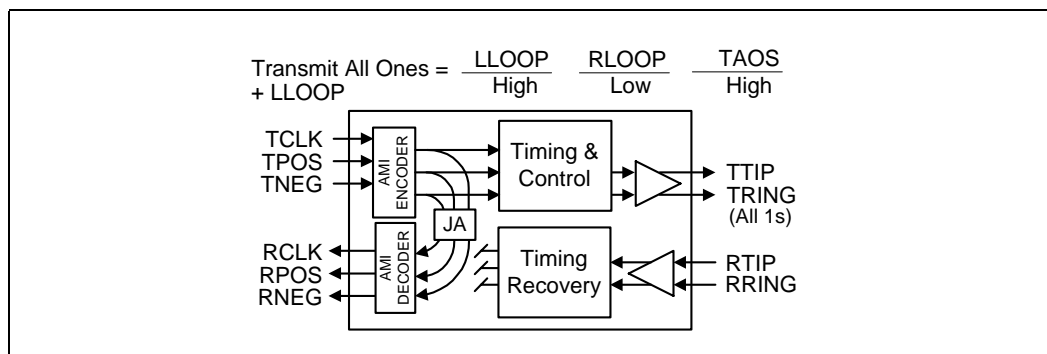 Transmit All Ones = LLOOP RLOOP TAOS
+ LLOOP High Low High
TCLK
TPOS
TNEG
AMI
ENCODER
Timing &
Control
TTIP
TRING
(All 1s)
JA
RCLK
RPOS
RNEG
AMI
DECODER
Timing
Recovery
RTIP
RRING